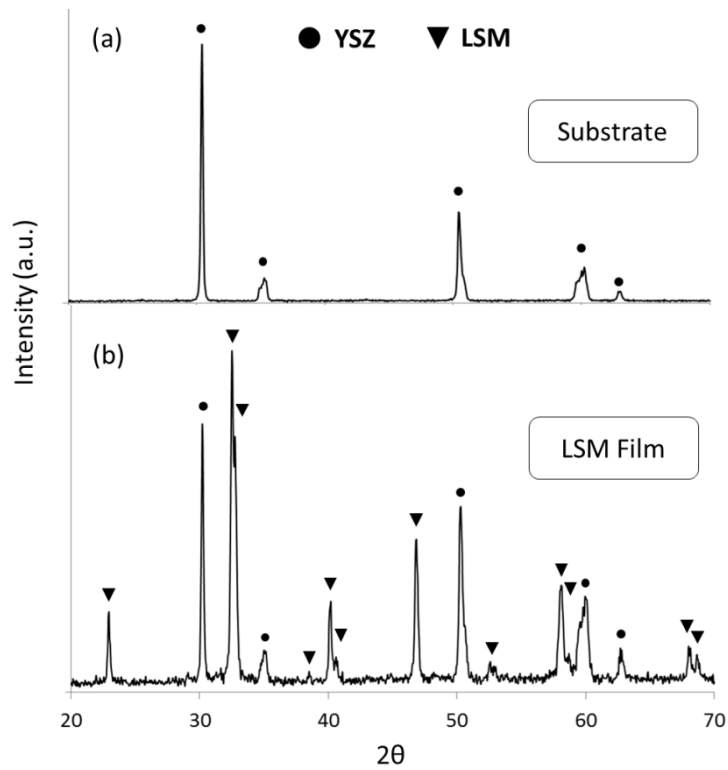 (a)
YSZ
LSM
Substrate
Intensity (a.u.)
(b)
LSM Film
20 30 40 50 60 70
2θ